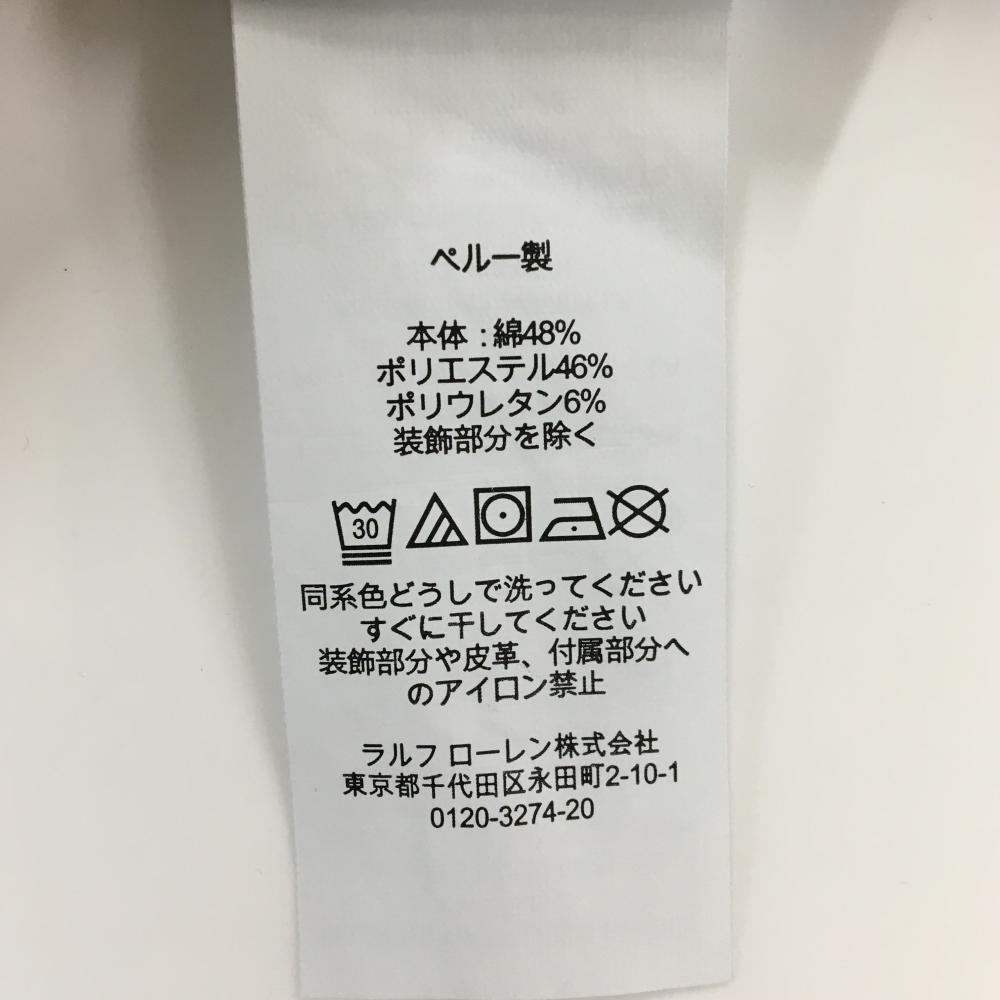 ペルー製
本体 : 綿48%
ポリエステル46%
ポリウレタン6%
装飾部分を除く
30
同系色どうしで洗ってください
すぐに干してください
装飾部分や皮革、付属部分へ
のアイロン禁止
ラルフ ローレン株式会社
東京都千代田区永田町2-10-1
0120-3274-20